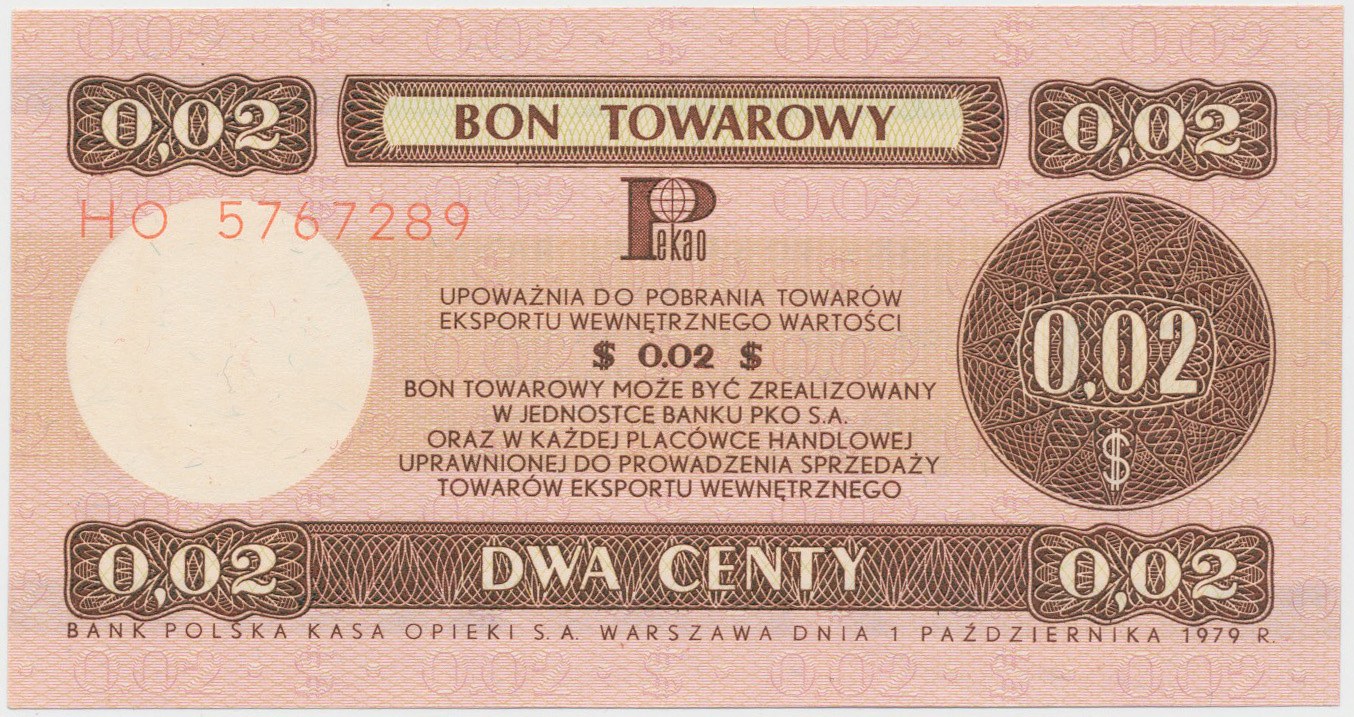 0,02 BON TOWAROWY 0,02
HO 5767289
Pekao
UPOWAŻNIA DO POBRANIA TOWARÓW
EKSPORTU WEWNĘTRZNEGO WARTOŚCI
$ 0.02 $
BON TOWAROWY MOŻE BYĆ ZREALIZOWANY
W JEDNOSTCE BANKU PKO S.A.
ORAZ W KAŻDEJ PLACÓWCE HANDLOWEJ
UPRAWNIONEJ DO PROWADZENIA SPRZEDAŻY
TOWARÓW EKSPORTU WEWNĘTRZNEGO
0,02
$
0,02 DWA CENTY 0,02
BANK POLSKA KASA OPIEKI S.A. WARSZAWA DNIA 1 PAŹDZIERNIKA 1979 R.